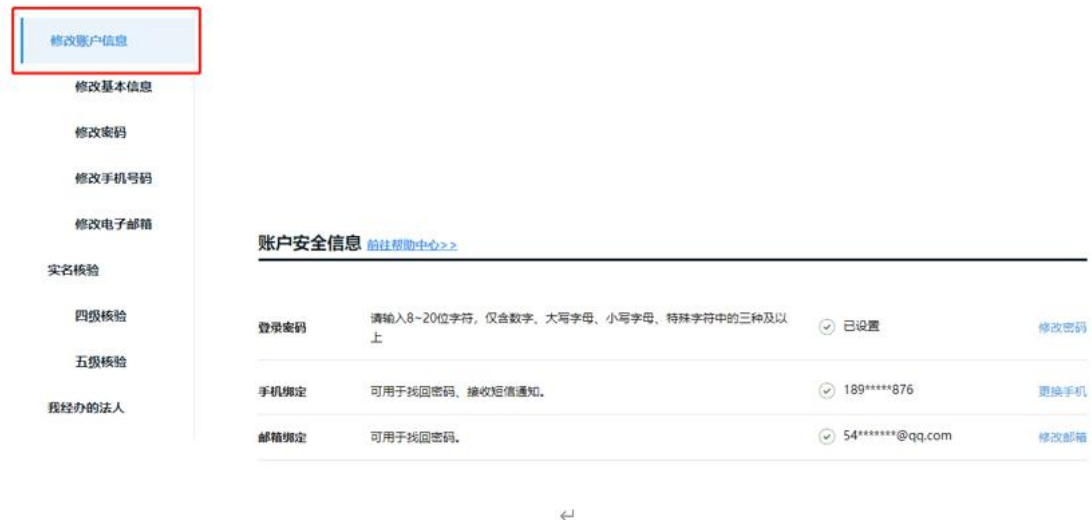 修改账户信息
修改基本信息
修改密码
修改手机号码
修改电子邮箱
实名核验
四级核验
五级核验
我经办的法人
账户安全信息 前往帮助中心>>
登录密码 请输入8~20位字符，仅含数字、大写字母、小写字母、特殊字符中的三种及以
上 已设置 修改密码
手机绑定 可用于找回密码、接收短信通知。 189*****876 更换手机
邮箱绑定 可用于找回密码。 54*******@qq.com 修改邮箱